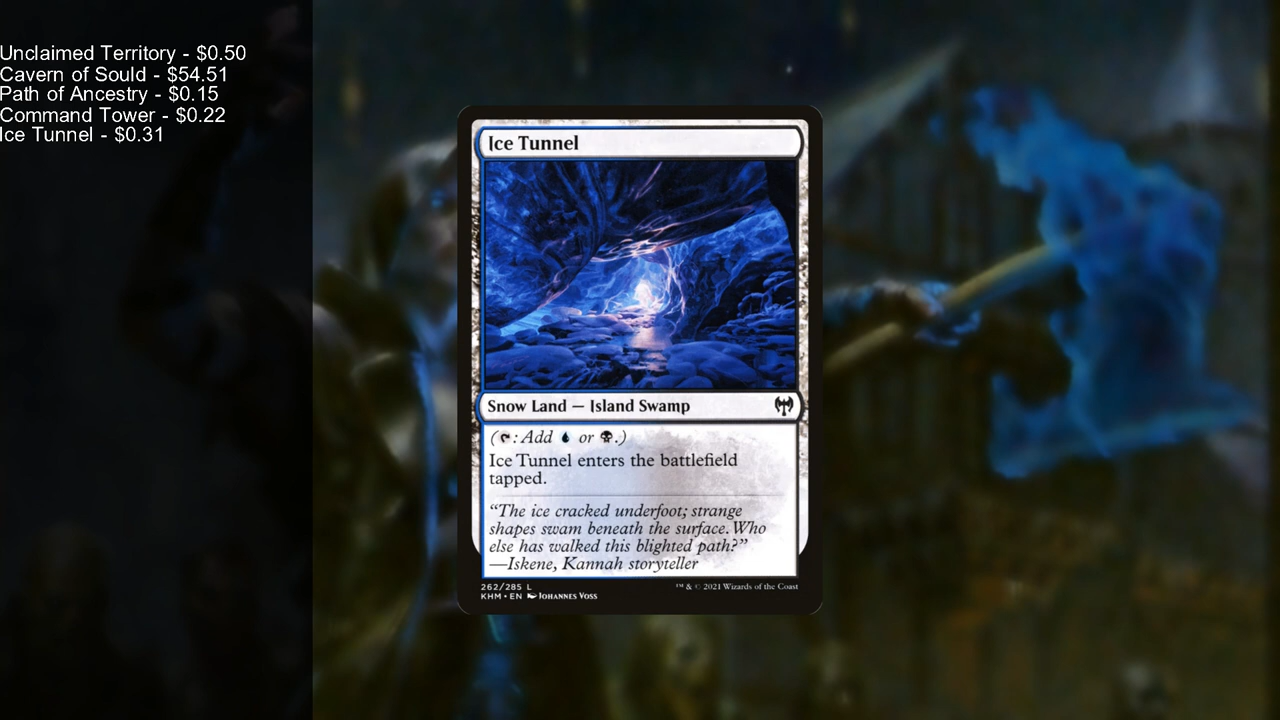 Unclaimed Territory - $0.50
Cavern of Sould - $54.51
Path of Ancestry - $0.15
Command Tower - $0.22
Ice Tunnel - $0.31
Ice Tunnel
Snow Land — Island Swamp
( : Add or .)
Ice Tunnel enters the battlefield
tapped.
“The ice cracked underfoot; strange
shapes swam beneath the surface. Who
else has walked this blighted path?”
—Iskene, Kannah storyteller
262/285 L
KHM • EN Johannes Voss
™ & © 2021 Wizards of the Coast